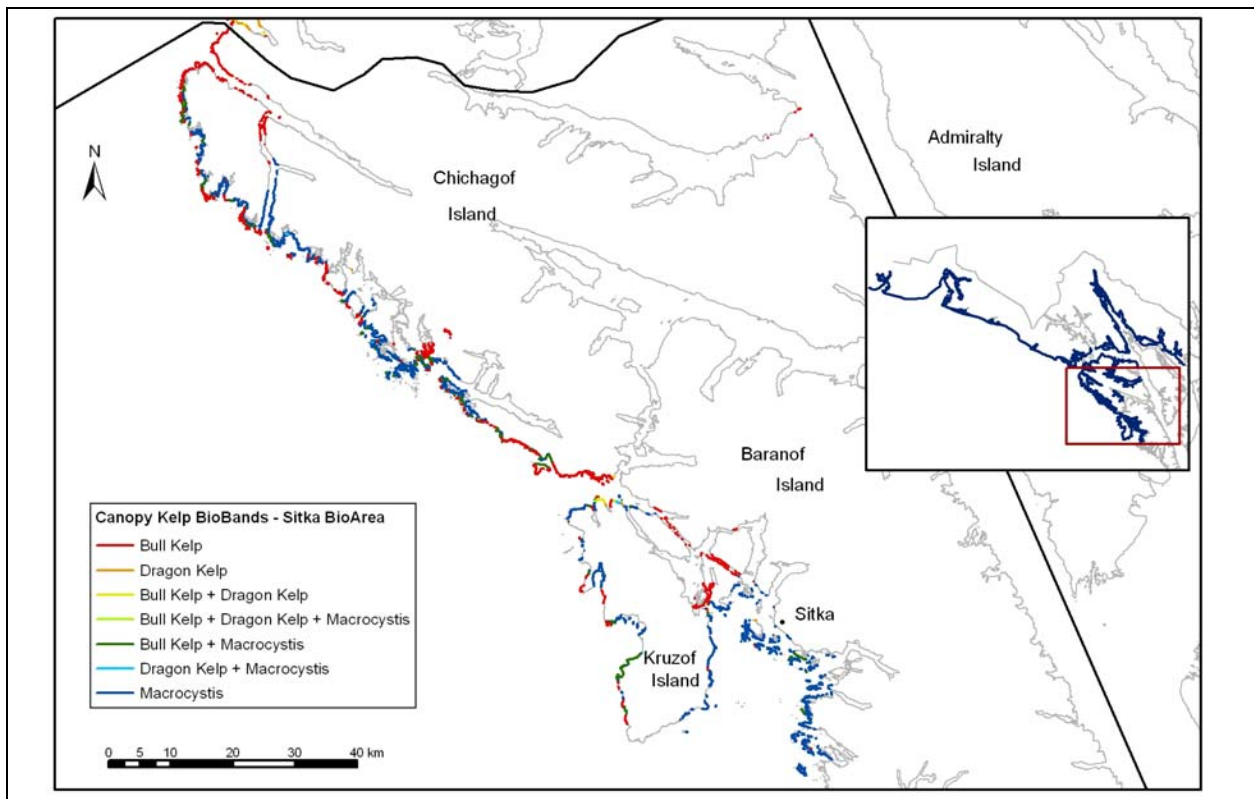 N
Admiralty
Island
Chichagof
Island
Baranof
Island
Sitka
Kruzof
Island
Canopy Kelp BioBands - Sitka BioArea
Bull Kelp
Dragon Kelp
Bull Kelp + Dragon Kelp
Bull Kelp + Dragon Kelp + Macrocystis
Bull Kelp + Macrocystis
Dragon Kelp + Macrocystis
Macrocystis
0 5 10 20 30 40 km